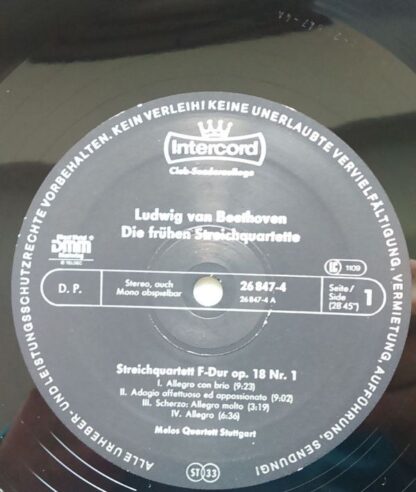 ALLE URHEBER- UND LEISTUNGSSCHUTZRECHTE VORBEHALTEN. KEIN VERLEIH! KEINE UNERLAUBTE VERVIELFÄLTIGUNG, VERMIETUNG, AUFFÜHRUNG, SENDUNG!
Intercord
Club-Sonderauflage
Ludwig van Beethoven
Die frühen Streichquartette
DMM
1109
D. P.
Stereo, auch
Mono abspielbar
26 847-4
26 847-4 A
Seite/
Side
(28'45")
1
Streichquartett F-Dur op. 18 Nr. 1
I. Allegro con brio (9:23)
II. Adagio affettuoso ed appassionato (9:02)
III. Scherzo; Allegro molto (3:19)
IV. Allegro (6:36)
Melos Quartett Stuttgart
ST 33